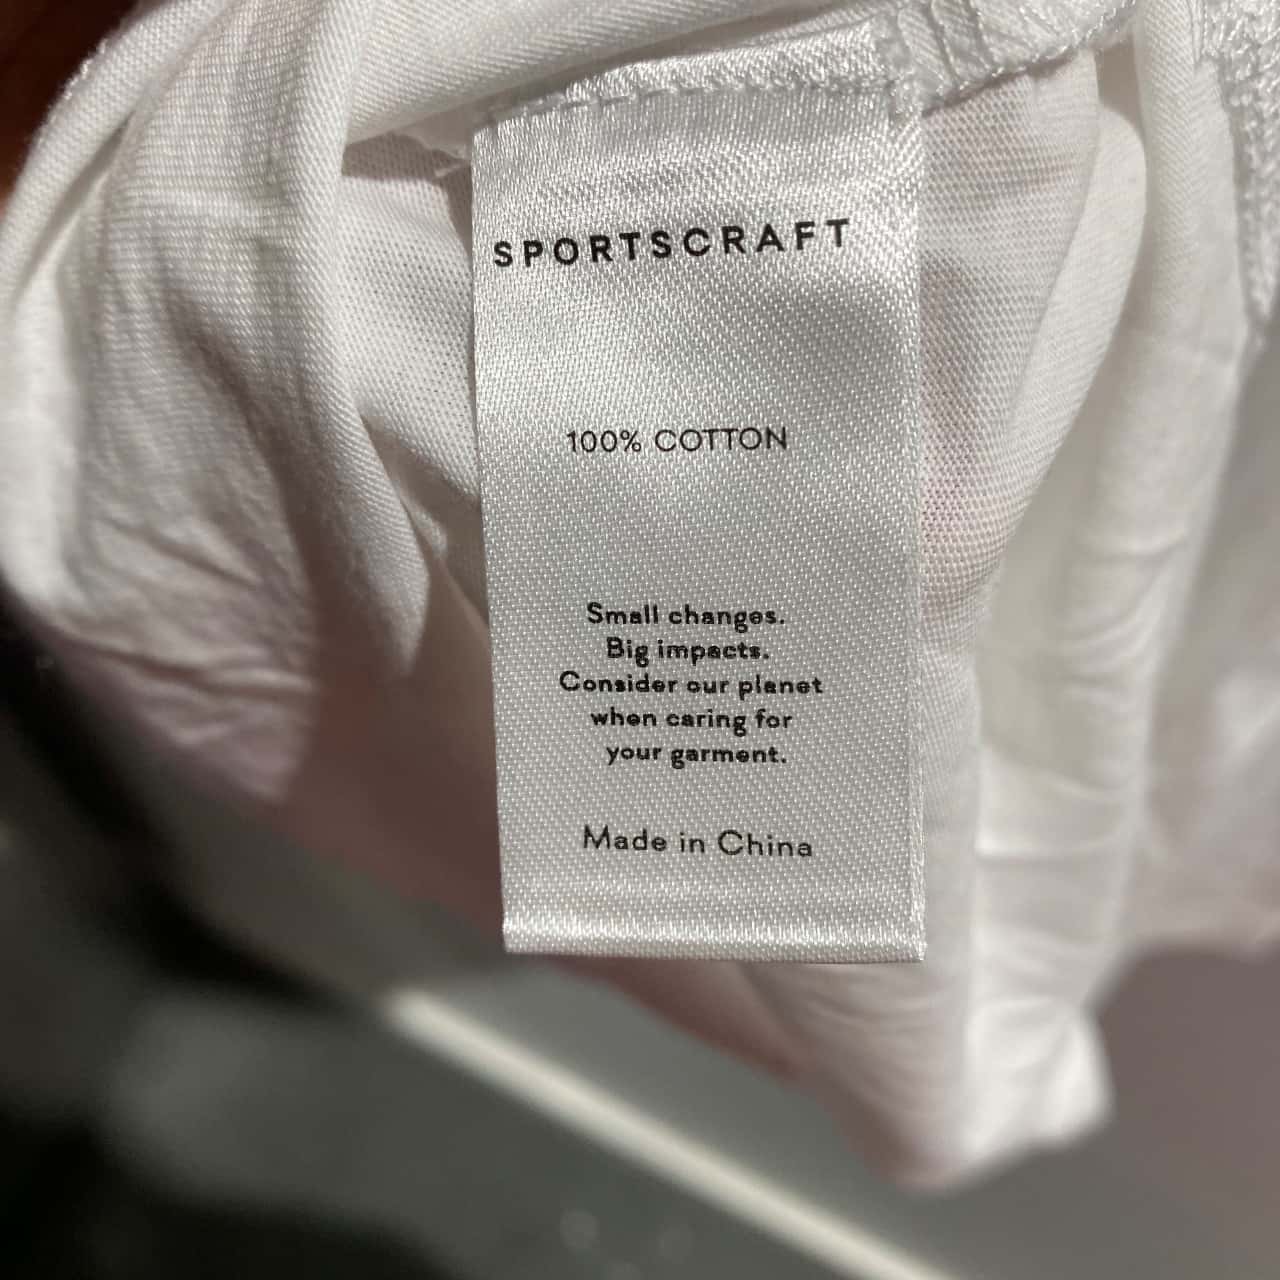 SPORTSCRAFT
100% COTTON
Small changes.
Big impacts.
Consider our planet
when caring for
your garment.
Made in China